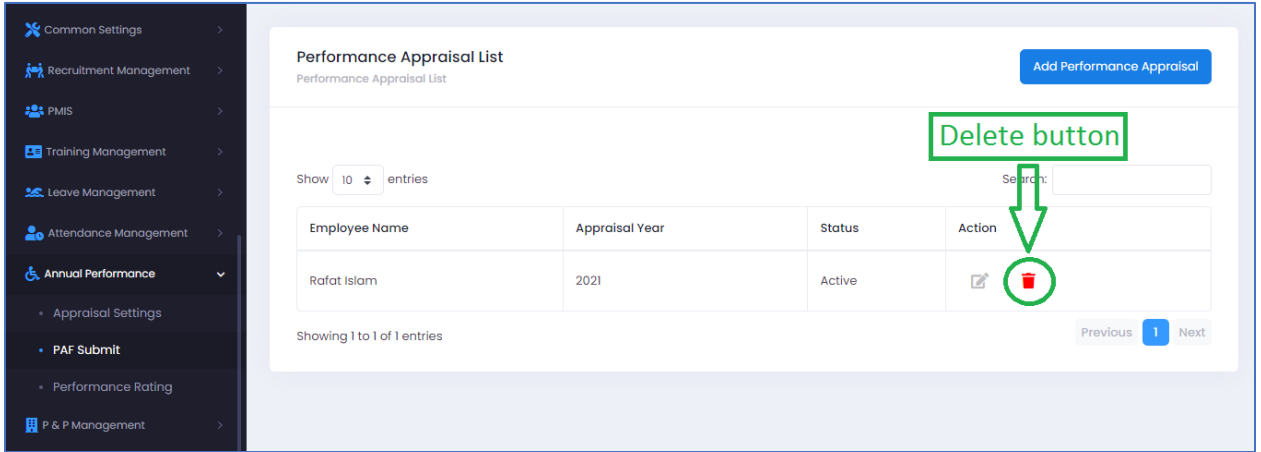 Common Settings
Recruitment Management
PMIS
Training Management
Leave Management
Attendance Management
Annual Performance
Appraisal Settings
PAF Submit
Performance Rating
P & P Management
Performance Appraisal List
Performance Appraisal List
Add Performance Appraisal
Delete button
Show 10 entries
Search:
Employee Name Appraisal Year Status Action
Rafat Islam 2021 Active
Showing 1 to 1 of 1 entries
Previous 1 Next